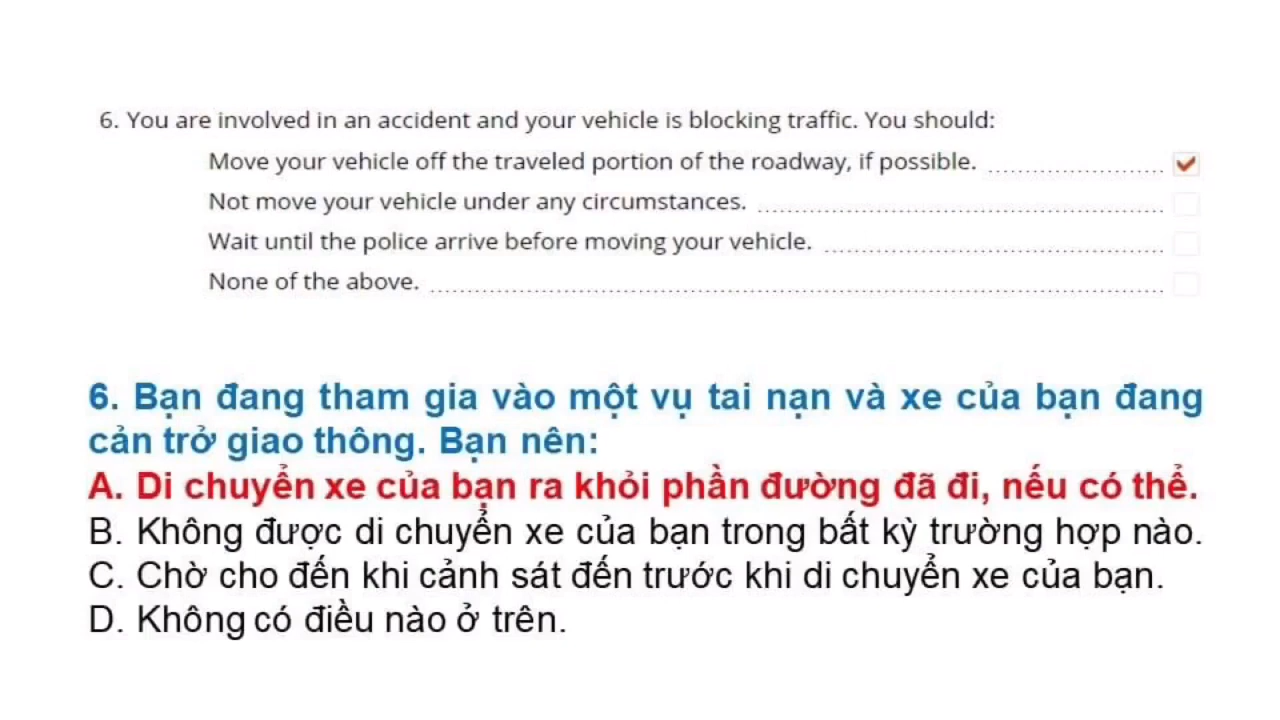 6. You are involved in an accident and your vehicle is blocking traffic. You should:
Move your vehicle off the traveled portion of the roadway, if possible.
Not move your vehicle under any circumstances.
Wait until the police arrive before moving your vehicle.
None of the above.
6. Bạn đang tham gia vào một vụ tai nạn và xe của bạn đang
cản trở giao thông. Bạn nên:
A. Di chuyển xe của bạn ra khỏi phần đường đã đi, nếu có thể.
B. Không được di chuyển xe của bạn trong bất kỳ trường hợp nào.
C. Chờ cho đến khi cảnh sát đến trước khi di chuyển xe của bạn.
D. Không có điều nào ở trên.